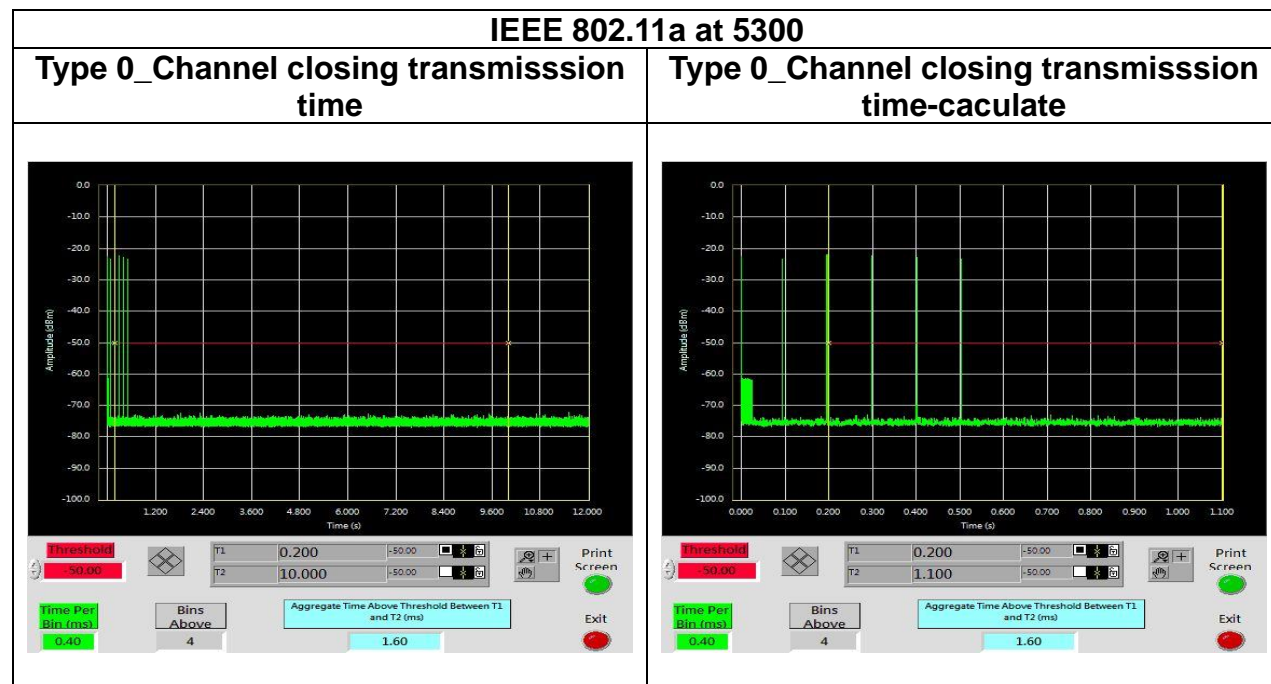 IEEE 802.11a at 5300
Type 0_Channel closing transmisssion
time
Type 0_Channel closing transmisssion
time-caculate
0.0
-10.0
-20.0
-30.0
-40.0
-50.0
-60.0
-70.0
-80.0
-90.0
-100.0
Amplitude (dBm)
1.200 2.400 3.600 4.800 6.000 7.200 8.400 9.600 10.800 12.000
Time (s)
Threshold
-50.00
T1 0.200 -50.00
T2 10.000 -50.00
Print
Screen
Time Per
Bin (ms)
0.40
Bins
Above
4
Aggregate Time Above Threshold Between T1
and T2 (ms)
1.60
Exit
0.0
-10.0
-20.0
-30.0
-40.0
-50.0
-60.0
-70.0
-80.0
-90.0
-100.0
Amplitude (dBm)
0.000 0.100 0.200 0.300 0.400 0.500 0.600 0.700 0.800 0.900 1.000 1.100
Time (s)
Threshold
-50.00
T1 0.200 -50.00
T2 1.100 -50.00
Print
Screen
Time Per
Bin (ms)
0.40
Bins
Above
4
Aggregate Time Above Threshold Between T1
and T2 (ms)
1.60
Exit